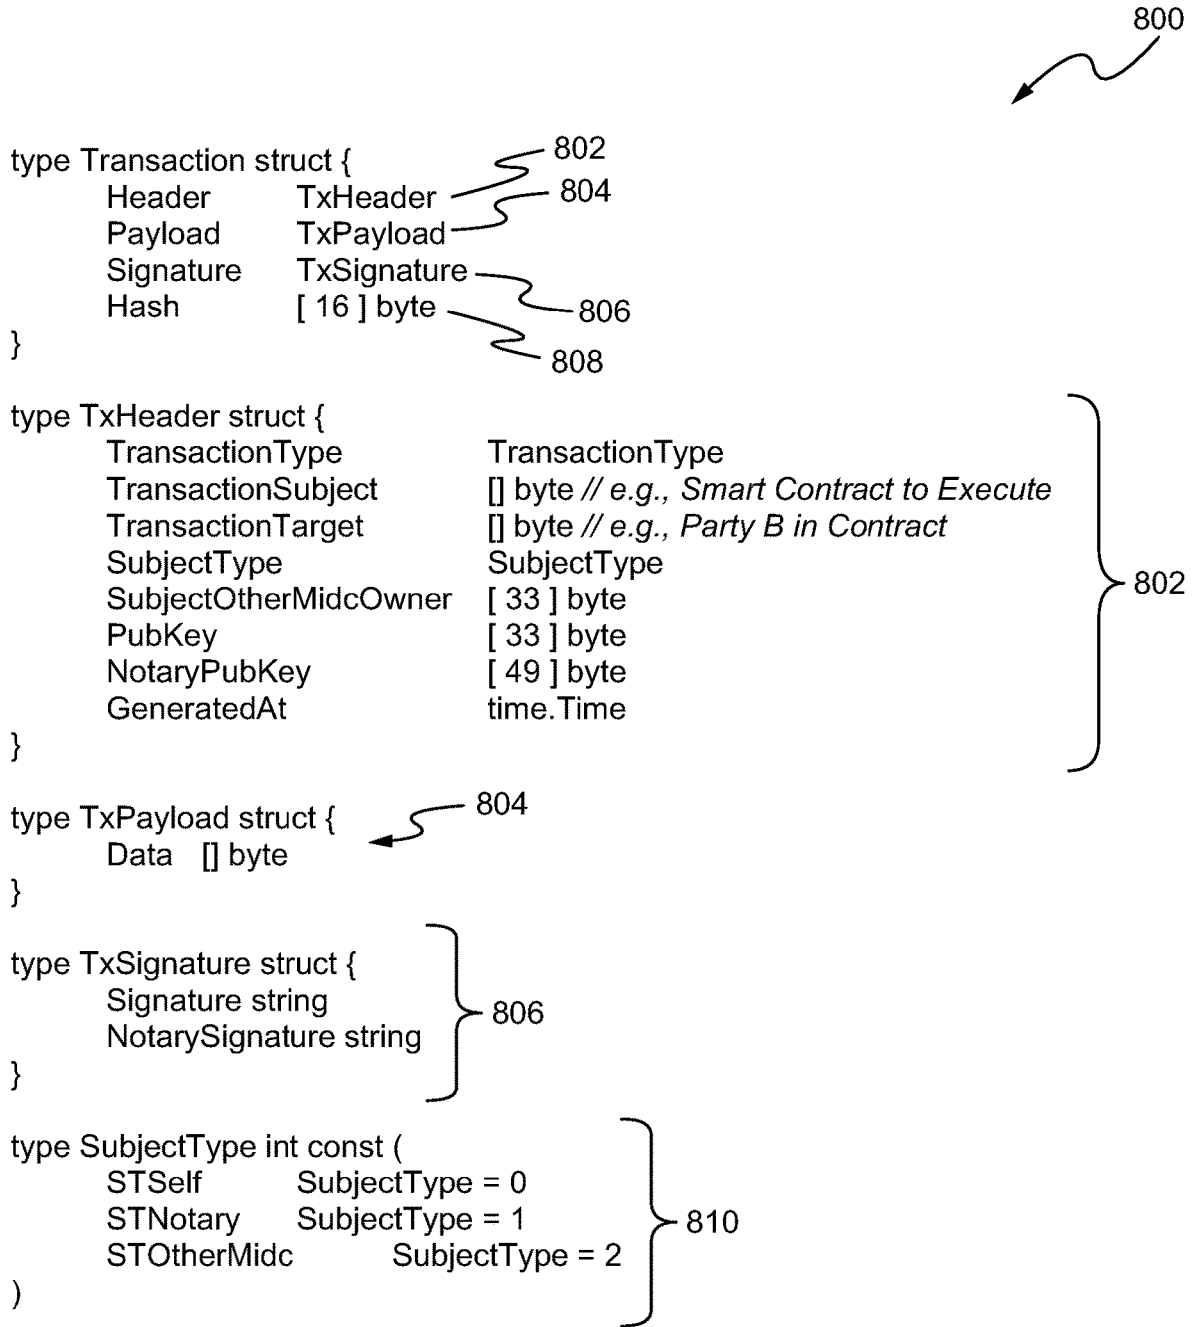 800
type Transaction struct {
Header TxHeader 802
Payload TxPayload 804
Signature TxSignature 806
Hash [ 16 ] byte 808
}
type TxHeader struct {
TransactionType TransactionType
TransactionSubject [] byte // e.g., Smart Contract to Execute
TransactionTarget [] byte // e.g., Party B in Contract
SubjectType SubjectType
SubjectOtherMidcOwner [ 33 ] byte 802
PubKey [ 33 ] byte
NotaryPubKey [ 49 ] byte
GeneratedAt time.Time
}
type TxPayload struct { 804
Data [] byte
}
type TxSignature struct {
Signature string 806
NotarySignature string
}
type SubjectType int const (
STSelf SubjectType = 0
STNotary SubjectType = 1 810
STOtherMidc SubjectType = 2
)